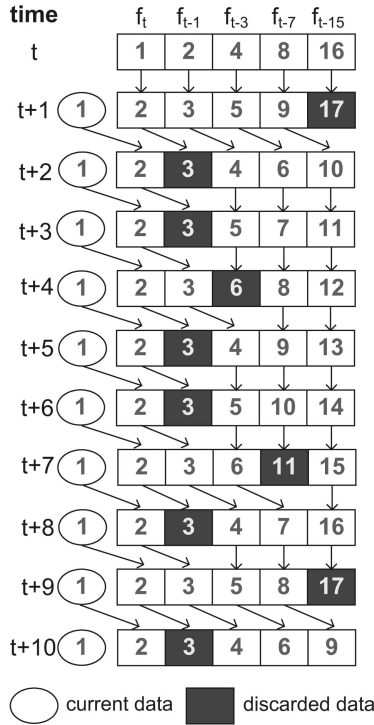 time f_t f_t-1 f_t-3 f_t-7 f_t-15
t 1 2 4 8 16
t+1 1 2 3 5 9 17
t+2 1 2 3 4 6 10
t+3 1 2 3 5 7 11
t+4 1 2 3 6 8 12
t+5 1 2 3 4 9 13
t+6 1 2 3 5 10 14
t+7 1 2 3 6 11 15
t+8 1 2 3 4 7 16
t+9 1 2 3 5 8 17
t+10 1 2 3 4 6 9
current data discarded data